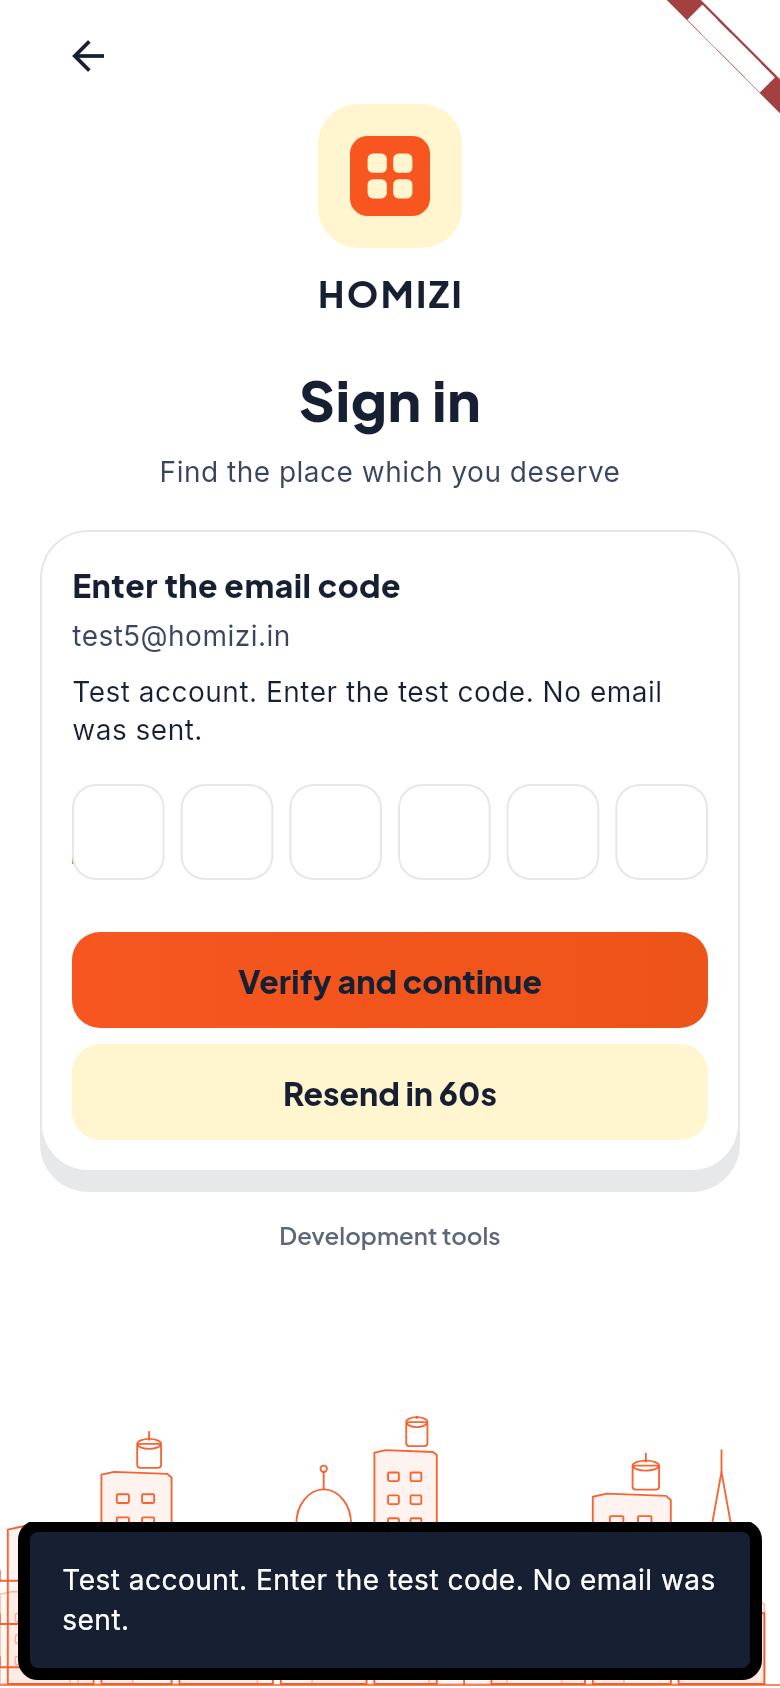 HOMIZI
Sign in
Find the place which you deserve
Enter the email code
test5@homizi.in
Test account. Enter the test code. No email
was sent.
Verify and continue
Resend in 60s
Development tools
Test account. Enter the test code. No email was
sent.